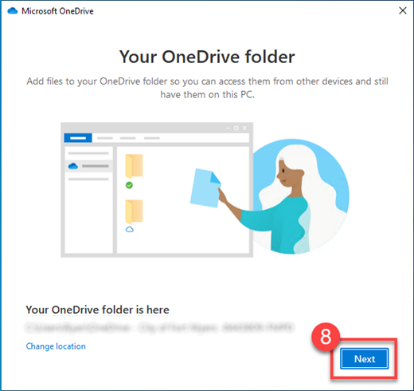 Microsoft OneDrive
Your OneDrive folder
Add files to your OneDrive folder so you can access them from other devices and still
have them on this PC.
Your OneDrive folder is here
Change location
8
Next